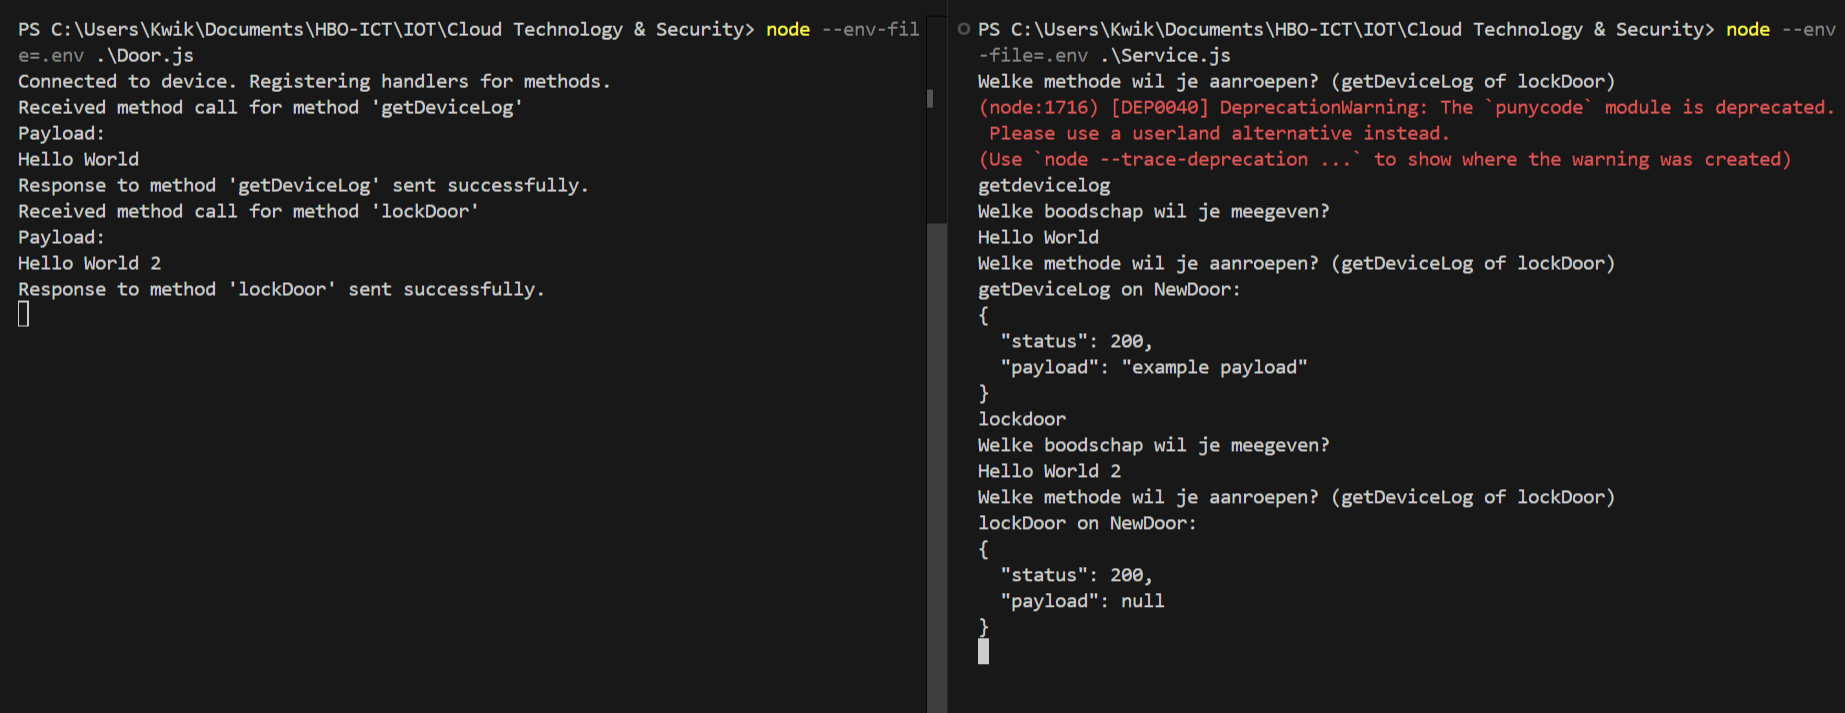 PS C:\Users\Kwik\Documents\HBO-ICT\IOT\Cloud Technology & Security> node --env-fil
e=.env .\Door.js
Connected to device. Registering handlers for methods.
Received method call for method 'getDeviceLog'
Payload:
Hello World
Response to method 'getDeviceLog' sent successfully.
Received method call for method 'lockDoor'
Payload:
Hello World 2
Response to method 'lockDoor' sent successfully.
PS C:\Users\Kwik\Documents\HBO-ICT\IOT\Cloud Technology & Security> node --env
-file=.env .\Service.js
Welke methode wil je aanroepen? (getDeviceLog of lockDoor)
(node:1716) [DEP0040] DeprecationWarning: The `punycode` module is deprecated.
 Please use a userland alternative instead.
(Use `node --trace-deprecation ...` to show where the warning was created)
getdevicelog
Welke boodschap wil je meegeven?
Hello World
Welke methode wil je aanroepen? (getDeviceLog of lockDoor)
getDeviceLog on NewDoor:
{
  "status": 200,
  "payload": "example payload"
}
lockdoor
Welke boodschap wil je meegeven?
Hello World 2
Welke methode wil je aanroepen? (getDeviceLog of lockDoor)
lockDoor on NewDoor:
{
  "status": 200,
  "payload": null
}